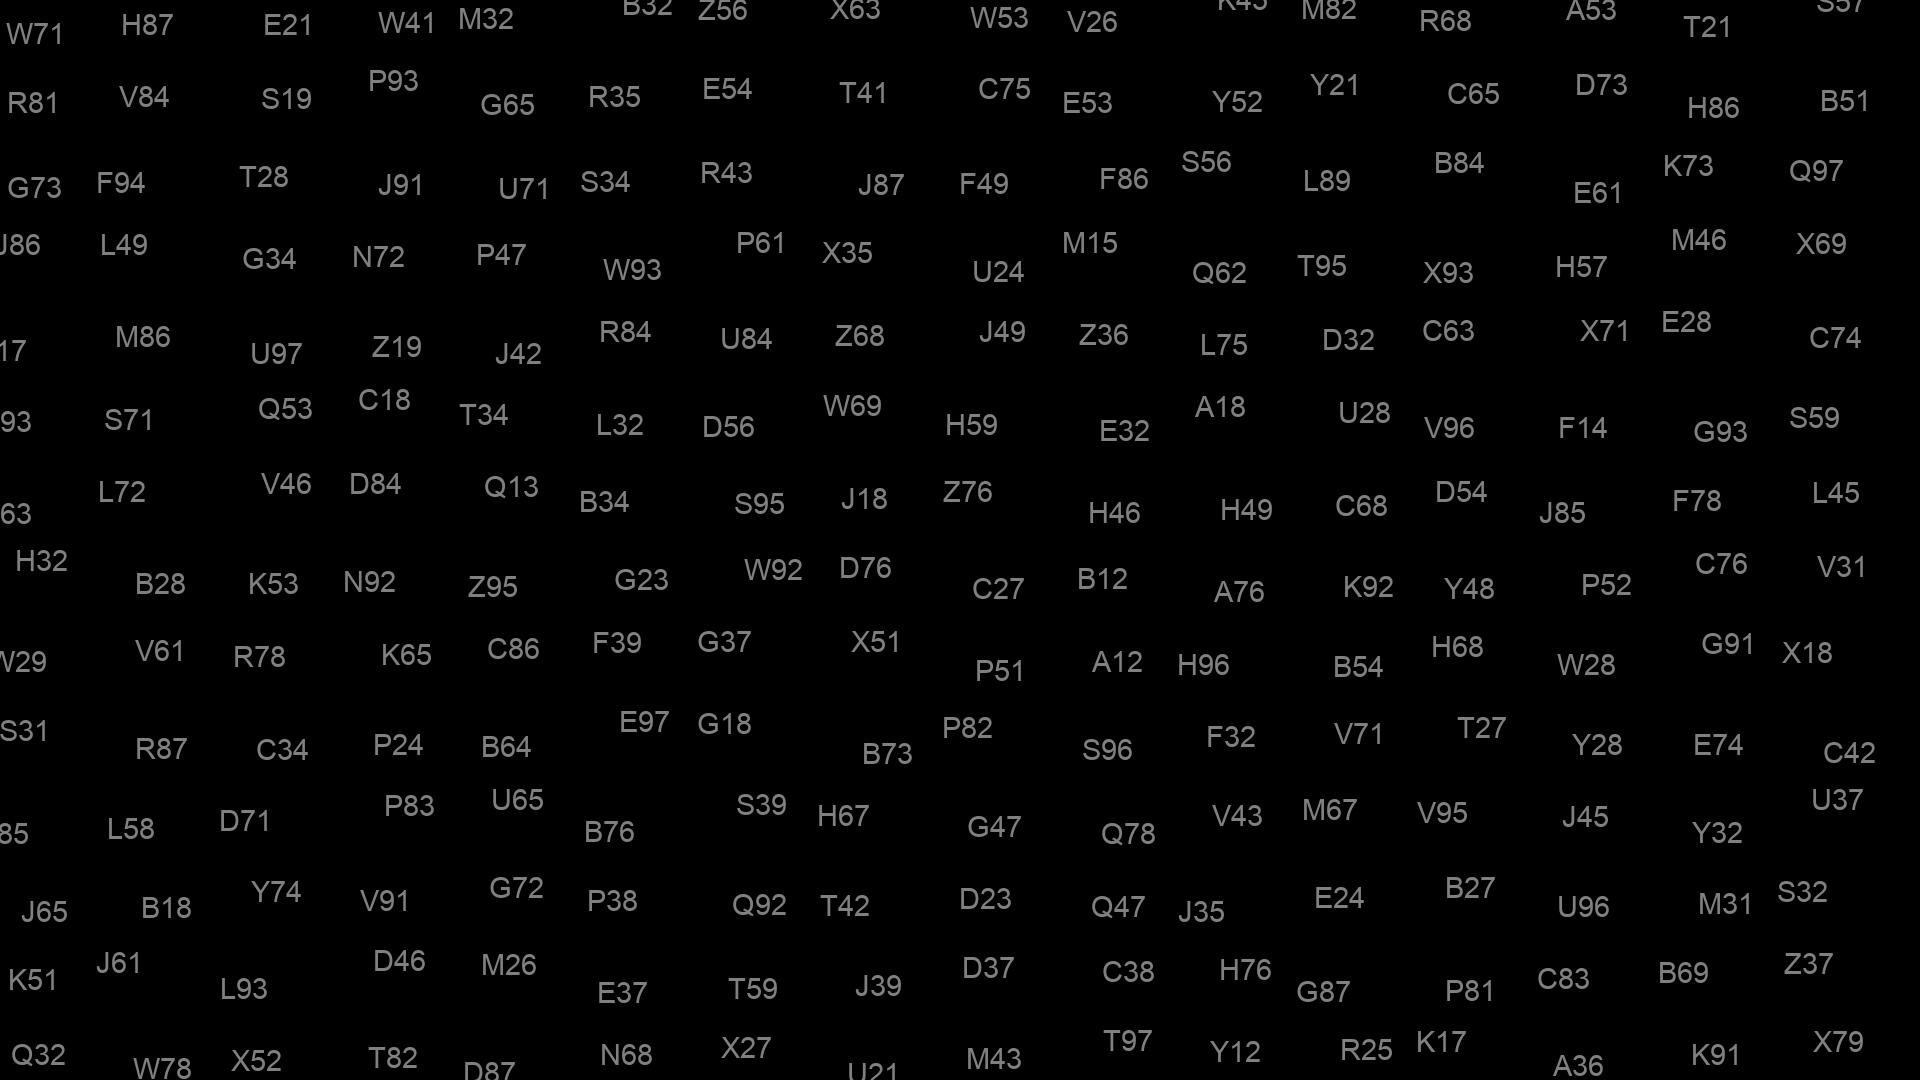 W71 H87 E21 W41 M32 B32 Z56 X63 W53 V26 K45 M82 R68 A53 T21 S57
R81 V84 S19 P93 G65 R35 E54 T41 C75 E53 Y52 Y21 C65 D73 H86 B51
G73 F94 T28 J91 U71 S34 R43 J87 F49 F86 S56 L89 B84 E61 K73 Q97
J86 L49 G34 N72 P47 W93 P61 X35 U24 M15 Q62 T95 X93 H57 M46 X69
17 M86 U97 Z19 J42 R84 U84 Z68 J49 Z36 L75 D32 C63 X71 E28 C74
93 S71 Q53 C18 T34 L32 D56 W69 H59 E32 A18 U28 V96 F14 G93 S59
63 L72 V46 D84 Q13 B34 S95 J18 Z76 H46 H49 C68 D54 J85 F78 L45
H32 B28 K53 N92 Z95 G23 W92 D76 C27 B12 A76 K92 Y48 P52 C76 V31
W29 V61 R78 K65 C86 F39 G37 X51 P51 A12 H96 B54 H68 W28 G91 X18
S31 R87 C34 P24 B64 E97 G18 B73 P82 S96 F32 V71 T27 Y28 E74 C42
85 L58 D71 P83 U65 B76 S39 H67 G47 Q78 V43 M67 V95 J45 Y32 U37
J65 B18 Y74 V91 G72 P38 Q92 T42 D23 Q47 J35 E24 B27 U96 M31 S32
K51 J61 L93 D46 M26 E37 T59 J39 D37 C38 H76 G87 P81 C83 B69 Z37
Q32 W78 X52 T82 D87 N68 X27 U21 M43 T97 Y12 R25 K17 A36 K91 X79